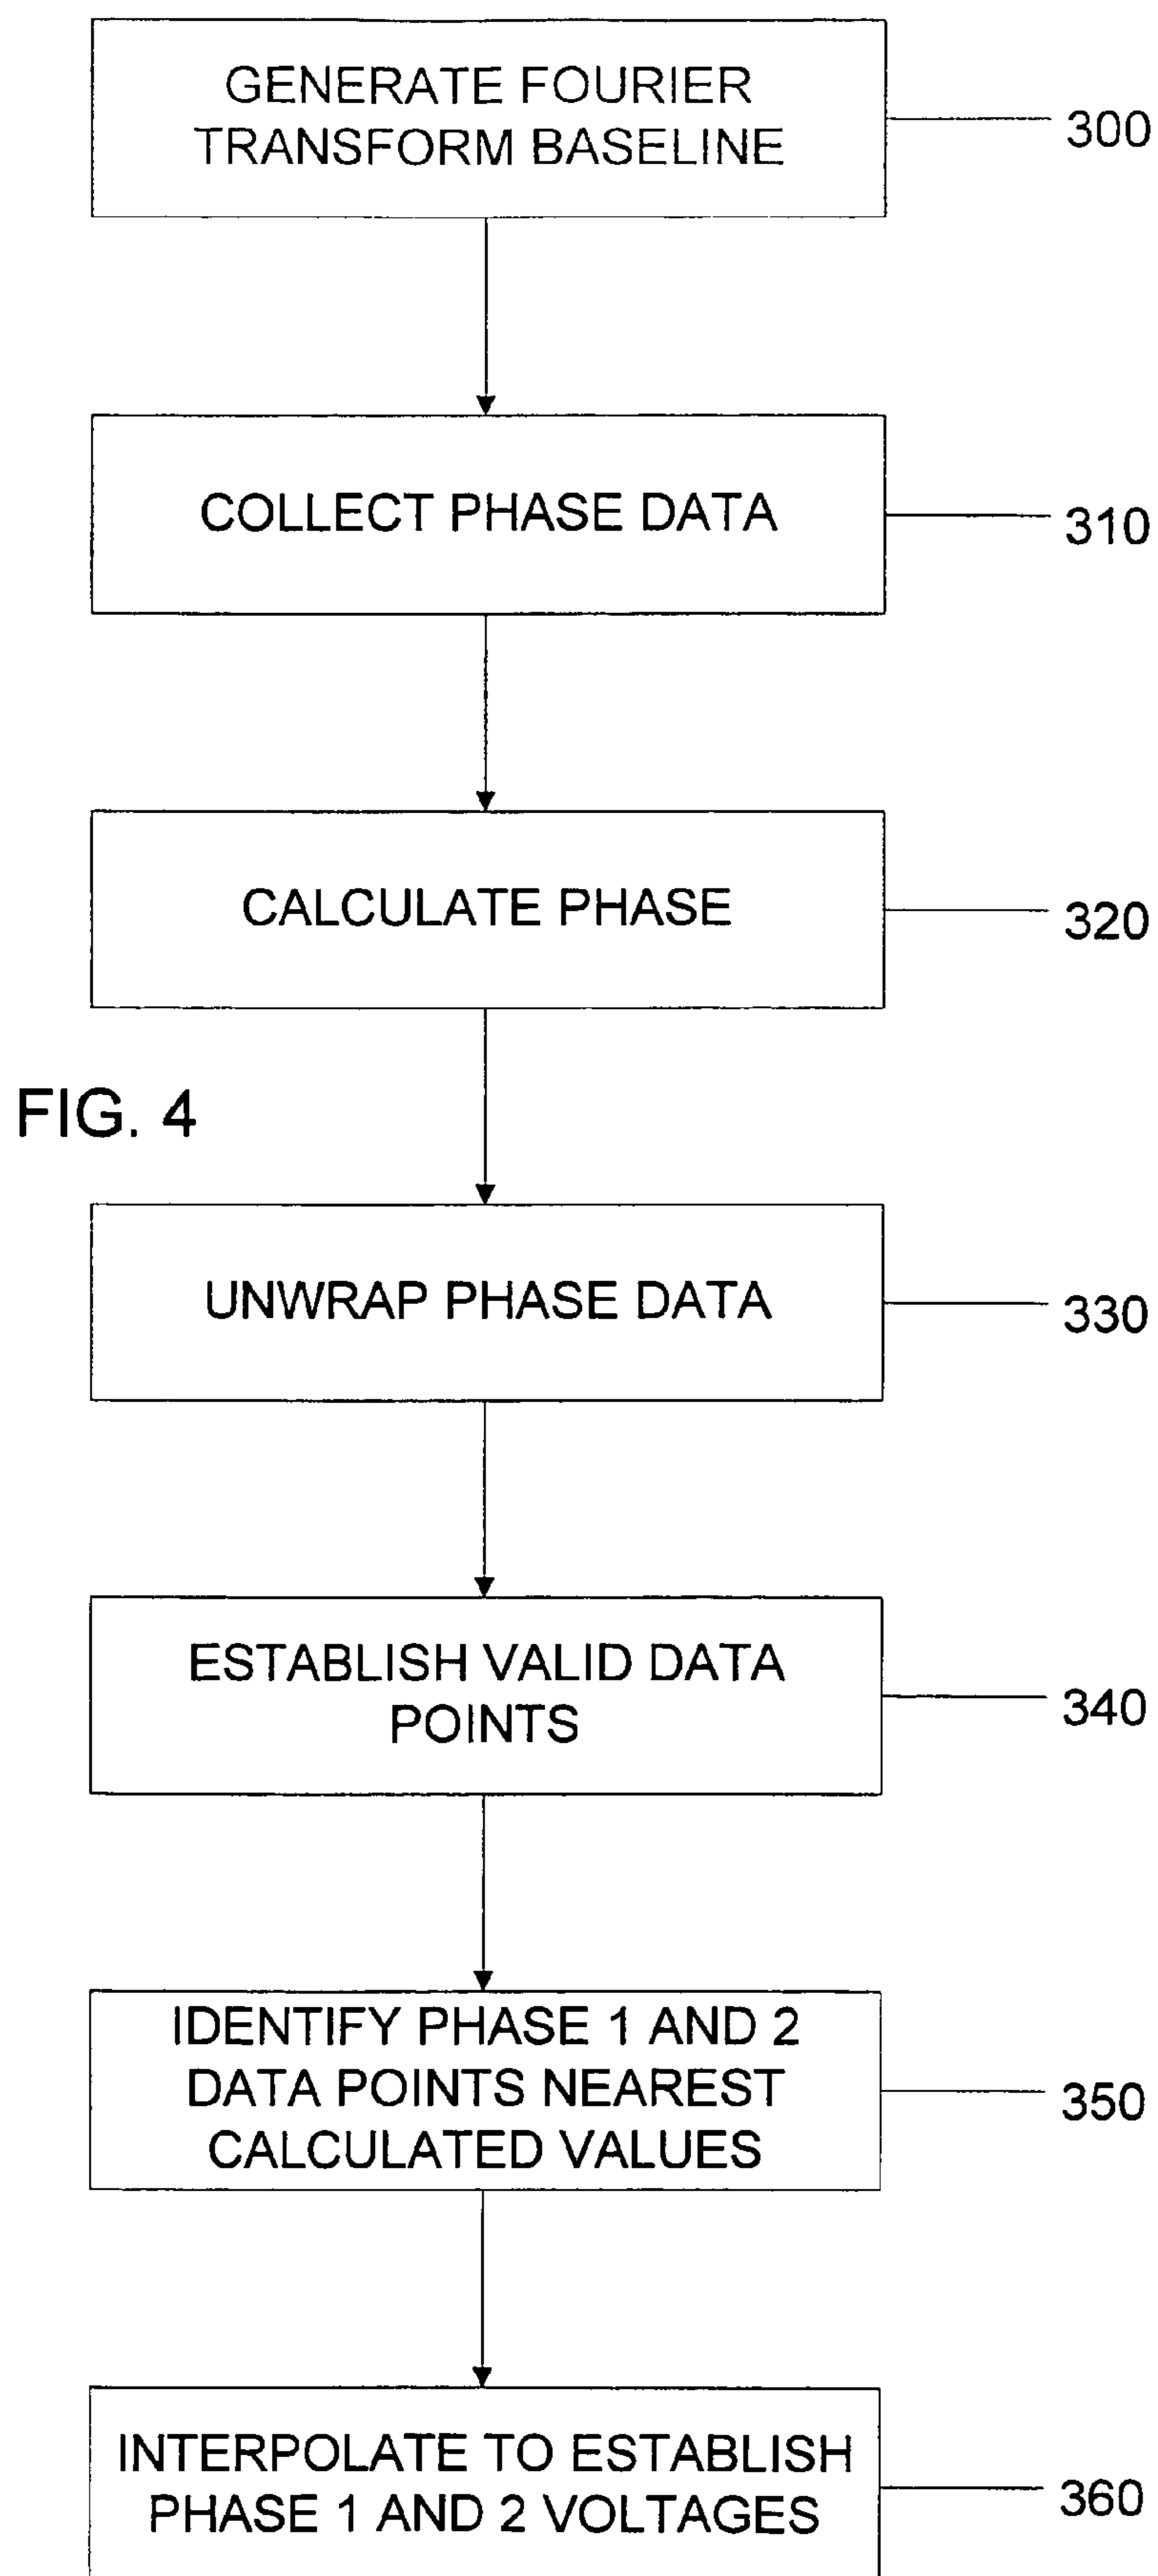 GENERATE FOURIER
TRANSFORM BASELINE
300
COLLECT PHASE DATA
310
CALCULATE PHASE
320
FIG. 4
UNWRAP PHASE DATA
330
ESTABLISH VALID DATA
POINTS
340
IDENTIFY PHASE 1 AND 2
DATA POINTS NEAREST
CALCULATED VALUES
350
INTERPOLATE TO ESTABLISH
PHASE 1 AND 2 VOLTAGES
360